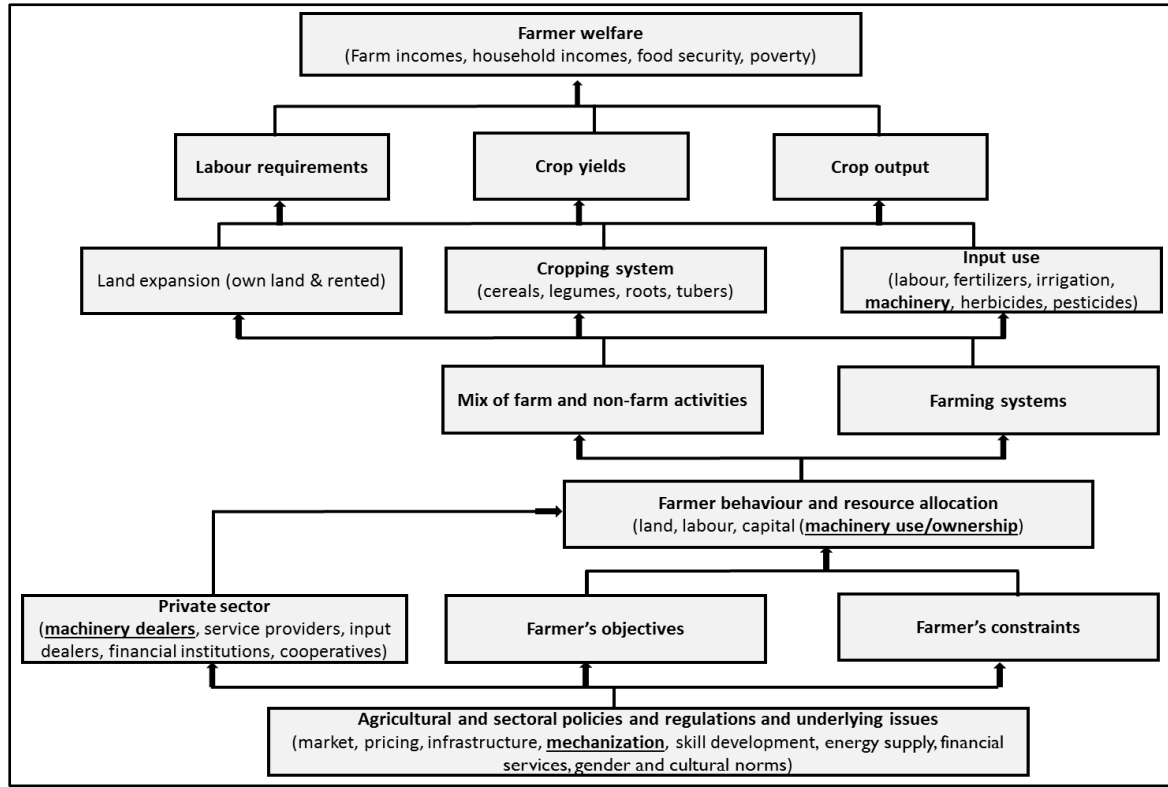 Farmer welfare
(Farm incomes, household incomes, food security, poverty)
Labour requirements
Crop yields
Crop output
Land expansion (own land & rented)
Cropping system
(cereals, legumes, roots, tubers)
Input use
(labour, fertilizers, irrigation,
machinery, herbicides, pesticides)
Mix of farm and non-farm activities
Farming systems
Farmer behaviour and resource allocation
(land, labour, capital (machinery use/ownership)
Private sector
(machinery dealers, service providers, input
dealers, financial institutions, cooperatives)
Farmer's objectives
Farmer's constraints
Agricultural and sectoral policies and regulations and underlying issues
(market, pricing, infrastructure, mechanization, skill development, energy supply, financial
services, gender and cultural norms)